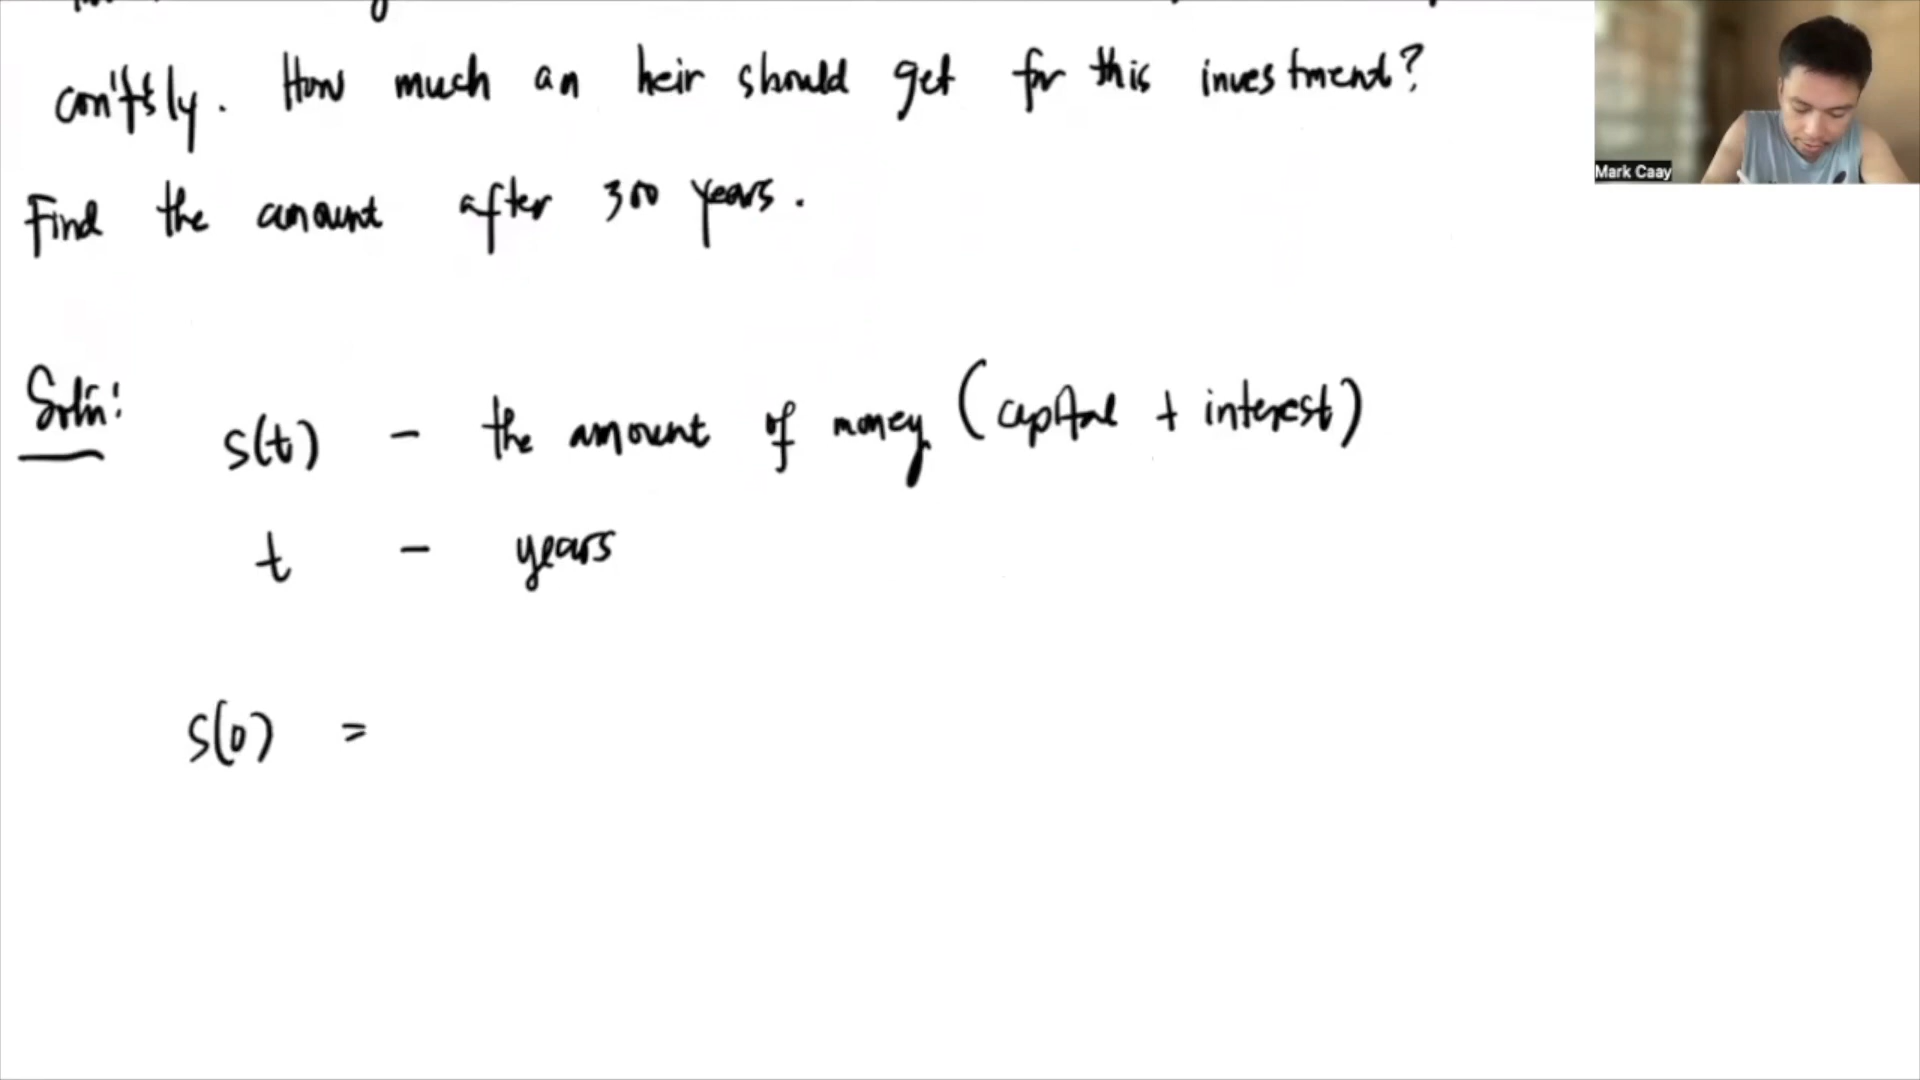 con'tsly. How much an heir should get for this investment?
Mark Caay
Find the amount after 300 years.
Sol'n:
s(t) - the amount of money (capital + interest)
t - years
s(0) =